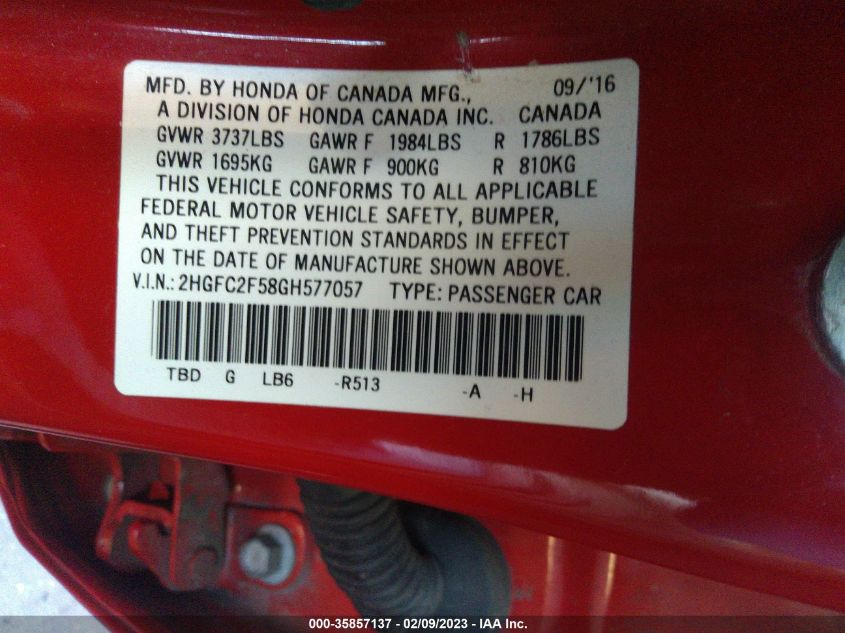 MFD. BY HONDA OF CANADA MFG., 09/'16
A DIVISION OF HONDA CANADA INC. CANADA
GVWR 3737LBS GAWR F 1984LBS R 1786LBS
GVWR 1695KG GAWR F 900KG R 810KG
THIS VEHICLE CONFORMS TO ALL APPLICABLE
FEDERAL MOTOR VEHICLE SAFETY, BUMPER,
AND THEFT PREVENTION STANDARDS IN EFFECT
ON THE DATE OF MANUFACTURE SHOWN ABOVE.
V.I.N.: 2HGFC2F58GH577057 TYPE: PASSENGER CAR
TBD G LB6 -R513 -A -H
000-35857137 - 02/09/2023 - IAA Inc.